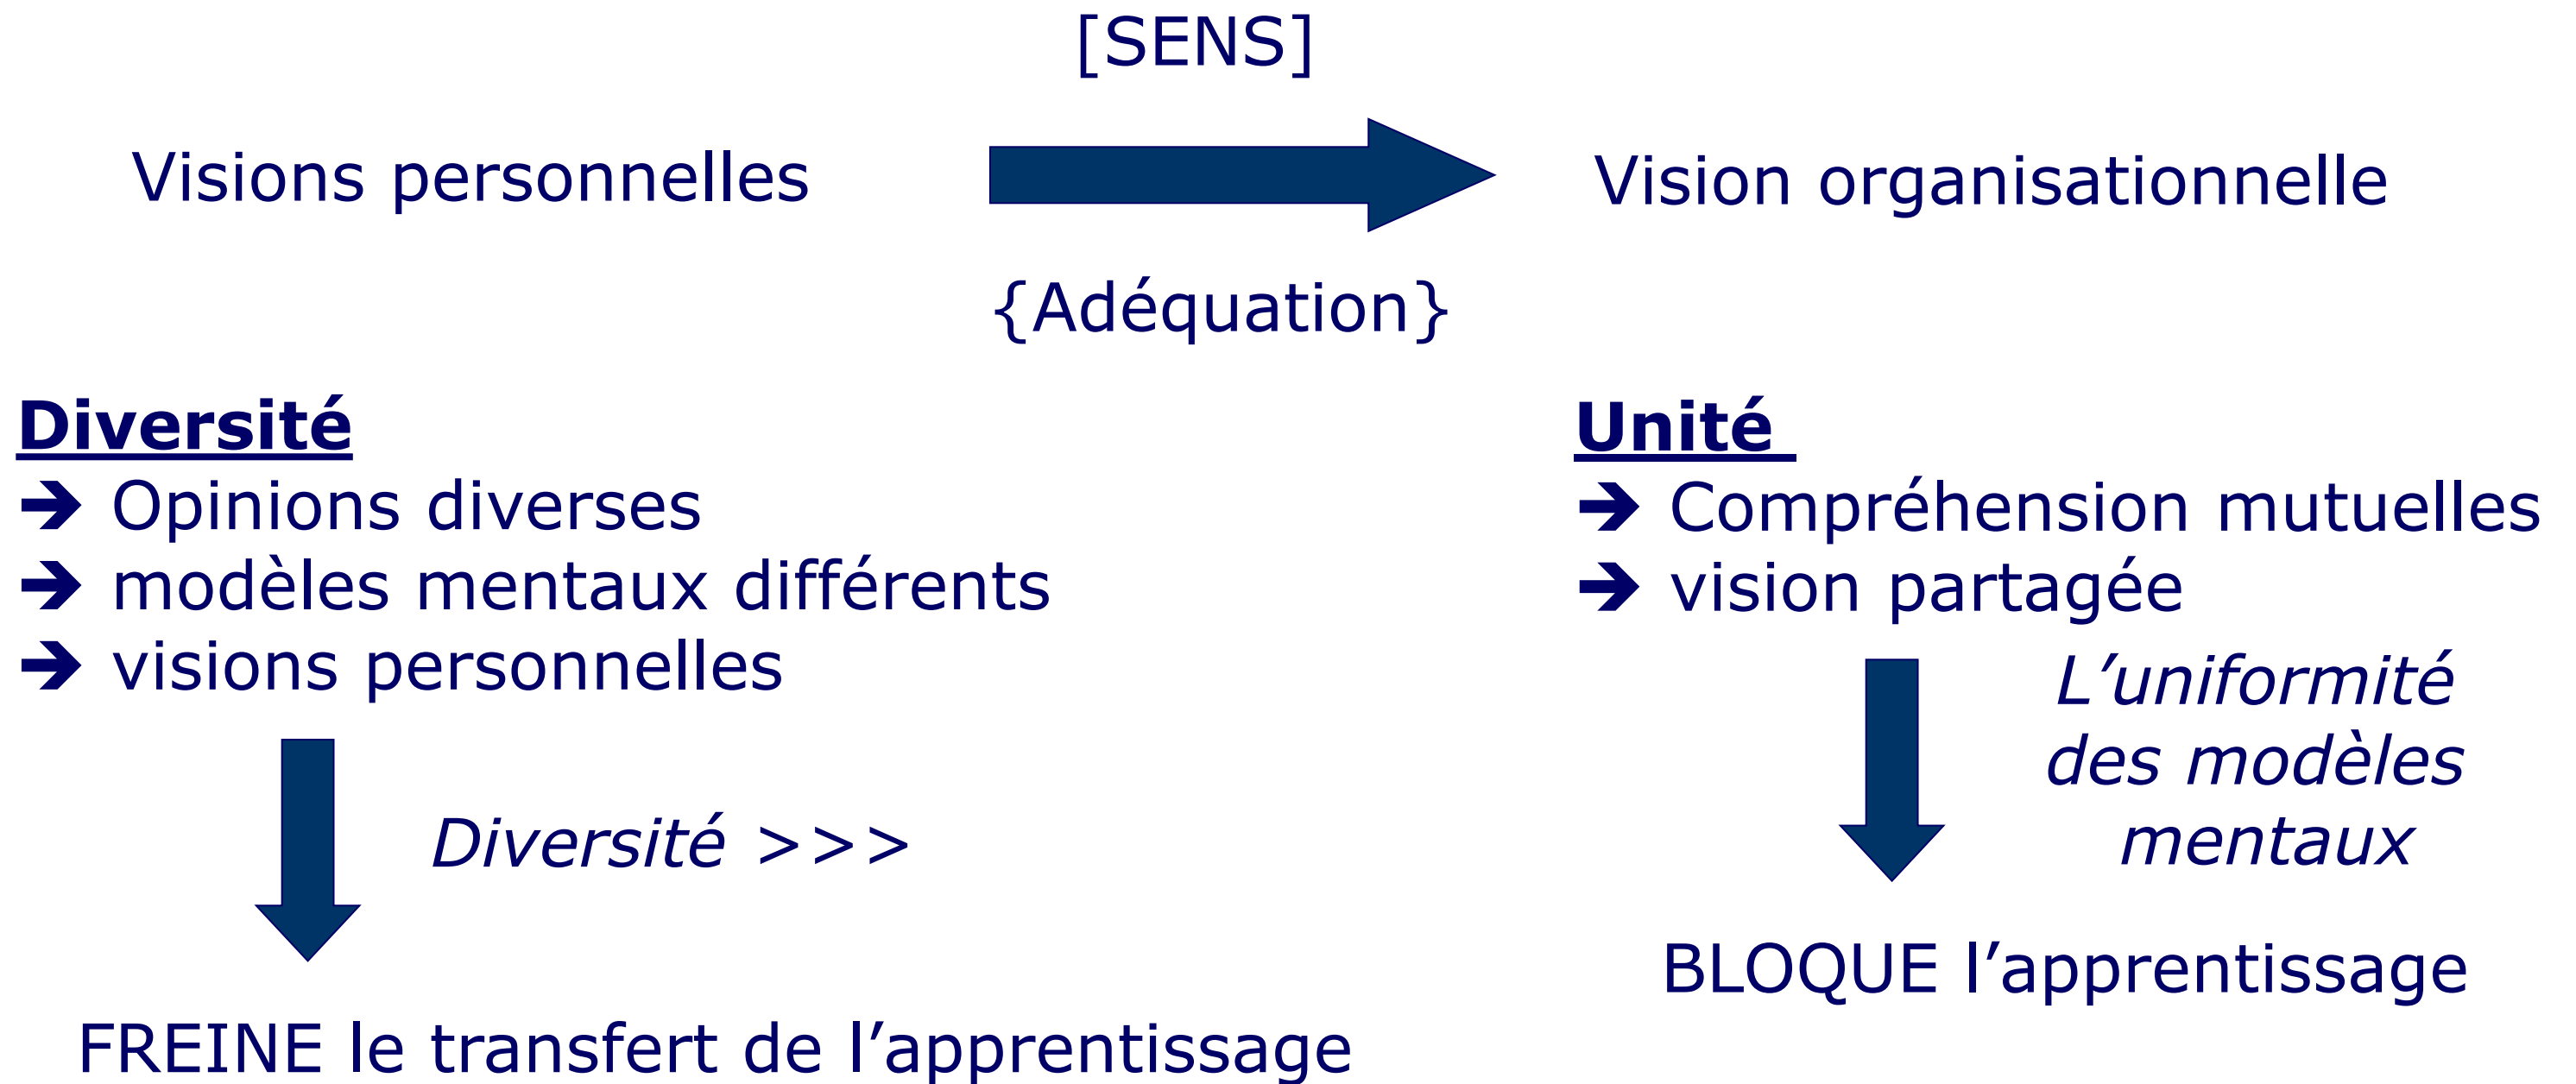 [SENS]
Visions personnelles
Vision organisationnelle
{Adéquation}
Diversité
➔ Opinions diverses
➔ modèles mentaux différents
➔ visions personnelles
Diversité >>>
FREINE le transfert de l’apprentissage
Unité
➔ Compréhension mutuelles
➔ vision partagée
L’uniformité
des modèles
mentaux
BLOQUE l’apprentissage